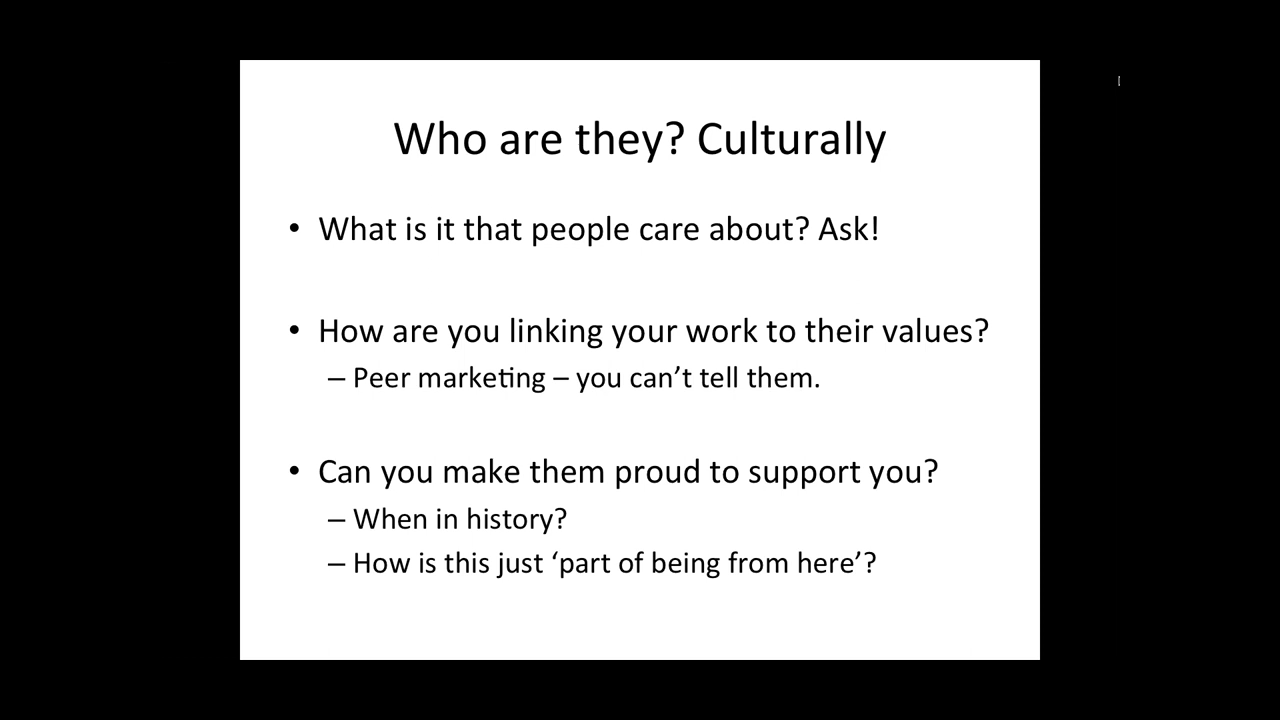 Who are they? Culturally
• What is it that people care about? Ask!
• How are you linking your work to their values?
– Peer marketing – you can’t tell them.
• Can you make them proud to support you?
– When in history?
– How is this just ‘part of being from here’?